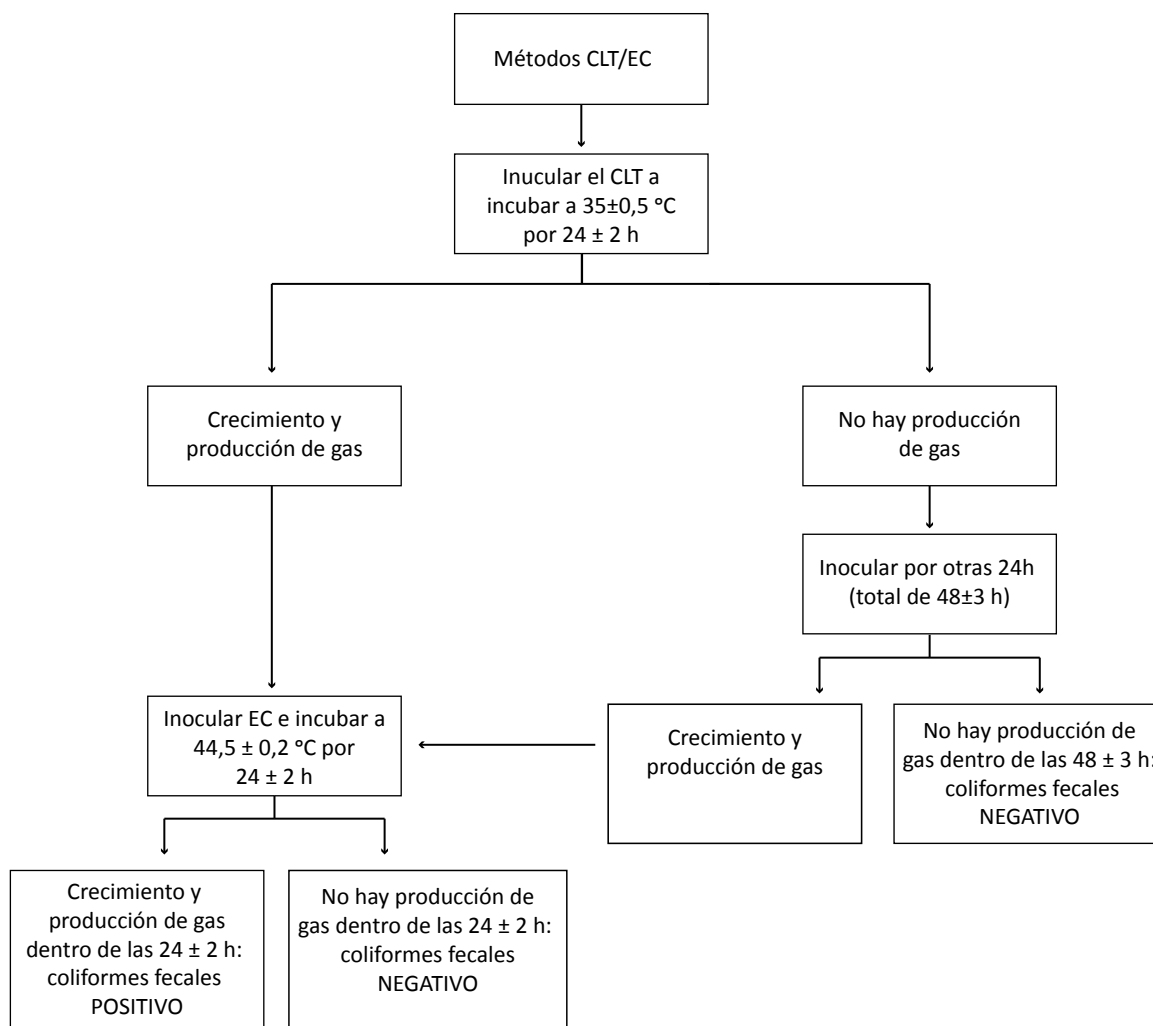 Métodos CLT/EC
Inucular el CLT a
incubar a 35±0,5 °C
por 24 ± 2 h
Crecimiento y
producción de gas
No hay producción
de gas
Inocular por otras 24h
(total de 48±3 h)
Inocular EC e incubar a
44,5 ± 0,2 °C por
24 ± 2 h
Crecimiento y
producción de gas
No hay producción de
gas dentro de las 48 ± 3 h:
coliformes fecales
NEGATIVO
Crecimiento y
producción de gas
dentro de las 24 ± 2 h:
coliformes fecales
POSITIVO
No hay producción de
gas dentro de las 24 ± 2 h:
coliformes fecales
NEGATIVO